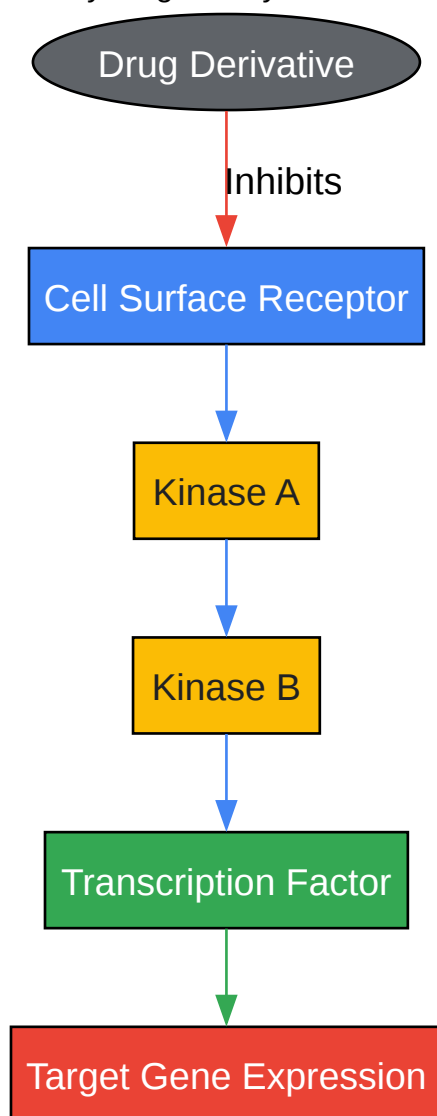 Drug Derivative
Inhibits
Cell Surface Receptor
Kinase A
Kinase B
Transcription Factor
Target Gene Expression